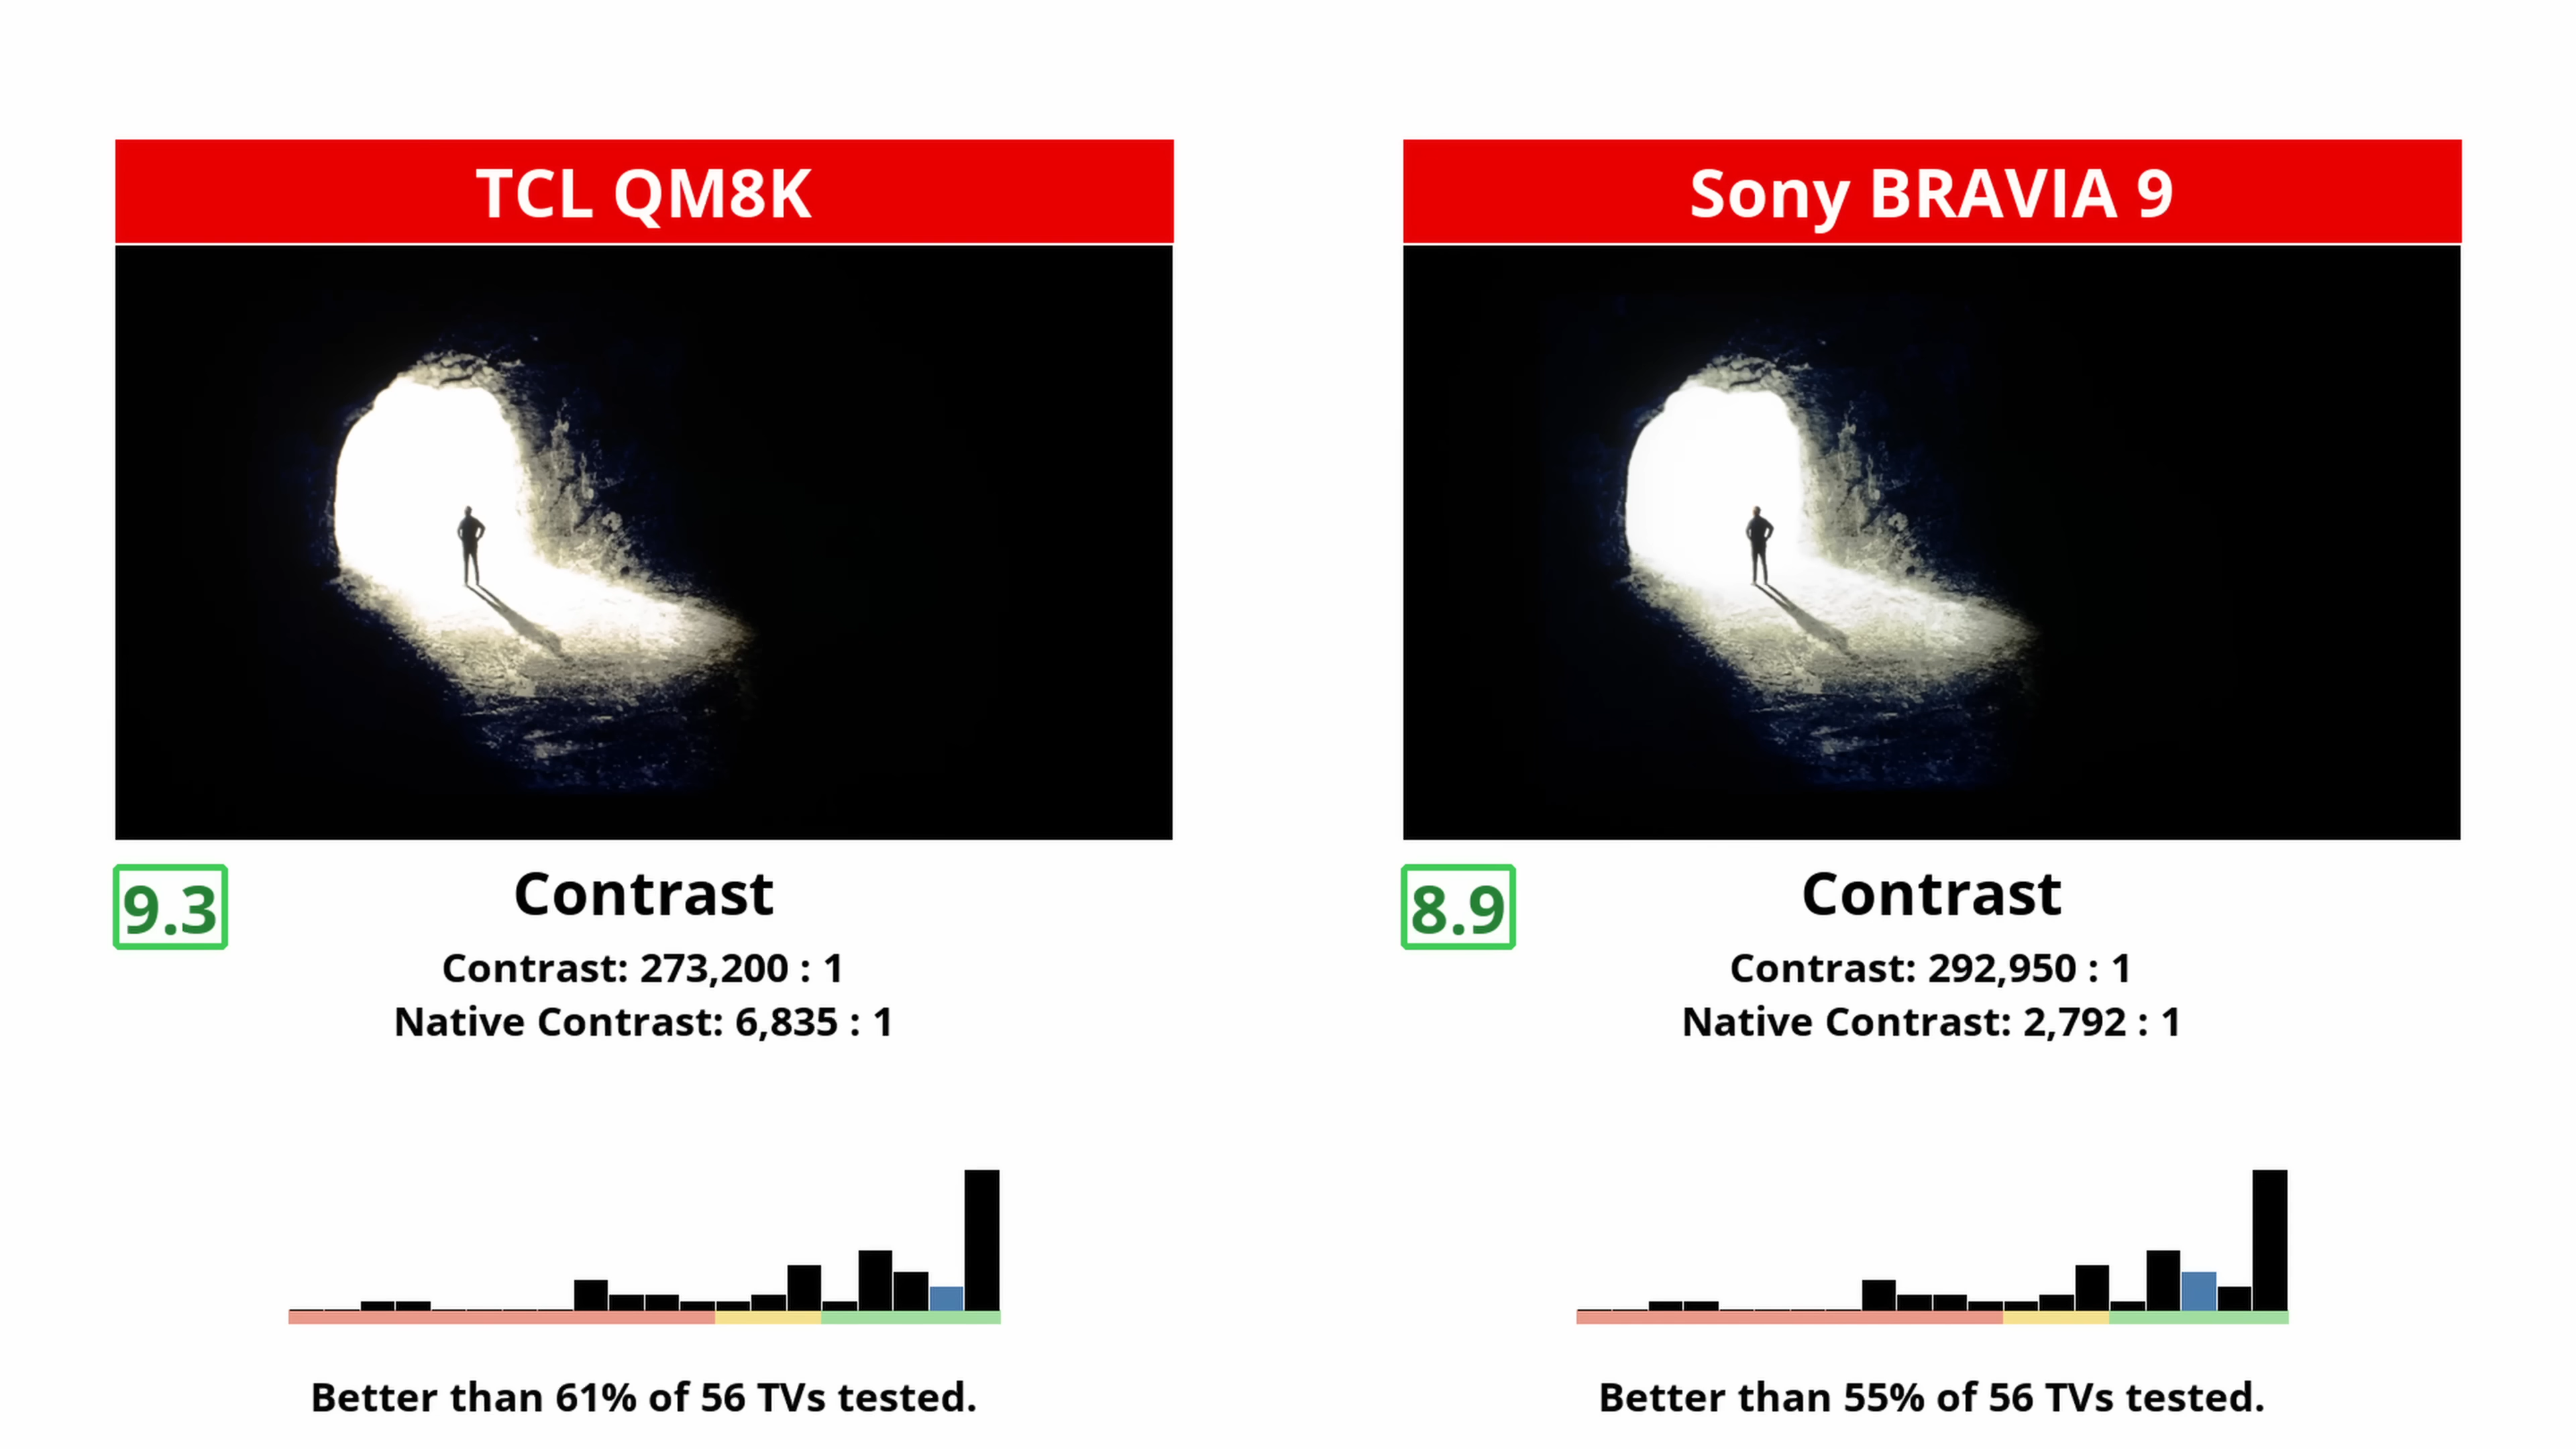 TCL QM8K
9.3
Contrast
Contrast: 273,200 : 1
Native Contrast: 6,835 : 1
Better than 61% of 56 TVs tested.
Sony BRAVIA 9
8.9
Contrast
Contrast: 292,950 : 1
Native Contrast: 2,792 : 1
Better than 55% of 56 TVs tested.